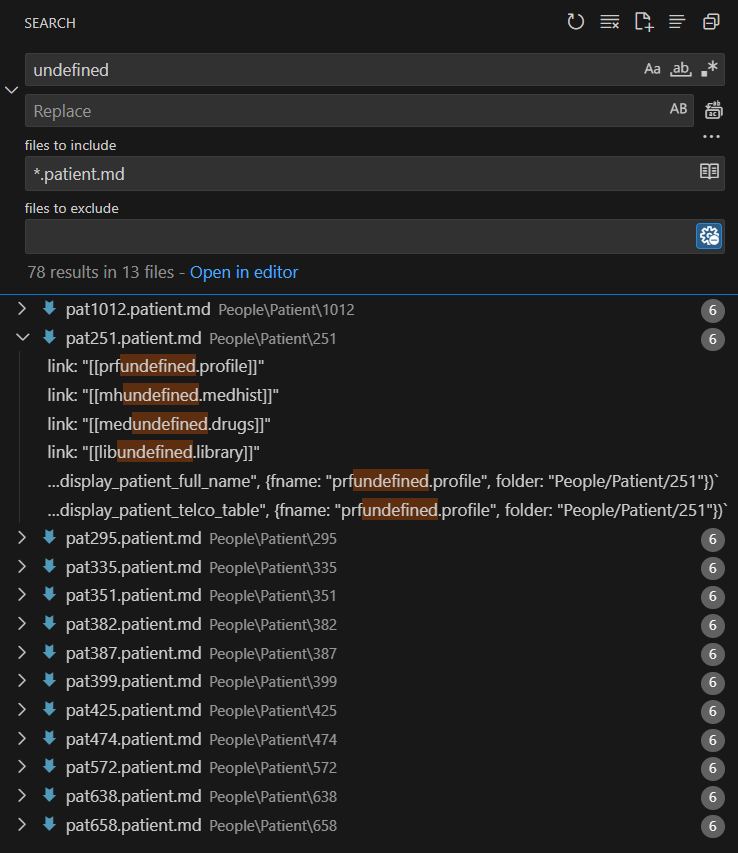 SEARCH
undefined
Aa ab .*
Replace
AB
files to include
*.patient.md
files to exclude
78 results in 13 files - Open in editor
pat1012.patient.md People\Patient\1012 6
pat251.patient.md People\Patient\251 6
link: "[[prfundefined.profile]]"
link: "[[mhundefined.medhist]]"
link: "[[medundefined.drugs]]"
link: "[[libundefined.library]]"
...display_patient_full_name", {fname: "prfundefined.profile", folder: "People/Patient/251"})`
...display_patient_telco_table", {fname: "prfundefined.profile", folder: "People/Patient/251"})`
pat295.patient.md People\Patient\295 6
pat335.patient.md People\Patient\335 6
pat351.patient.md People\Patient\351 6
pat382.patient.md People\Patient\382 6
pat387.patient.md People\Patient\387 6
pat399.patient.md People\Patient\399 6
pat425.patient.md People\Patient\425 6
pat474.patient.md People\Patient\474 6
pat572.patient.md People\Patient\572 6
pat638.patient.md People\Patient\638 6
pat658.patient.md People\Patient\658 6